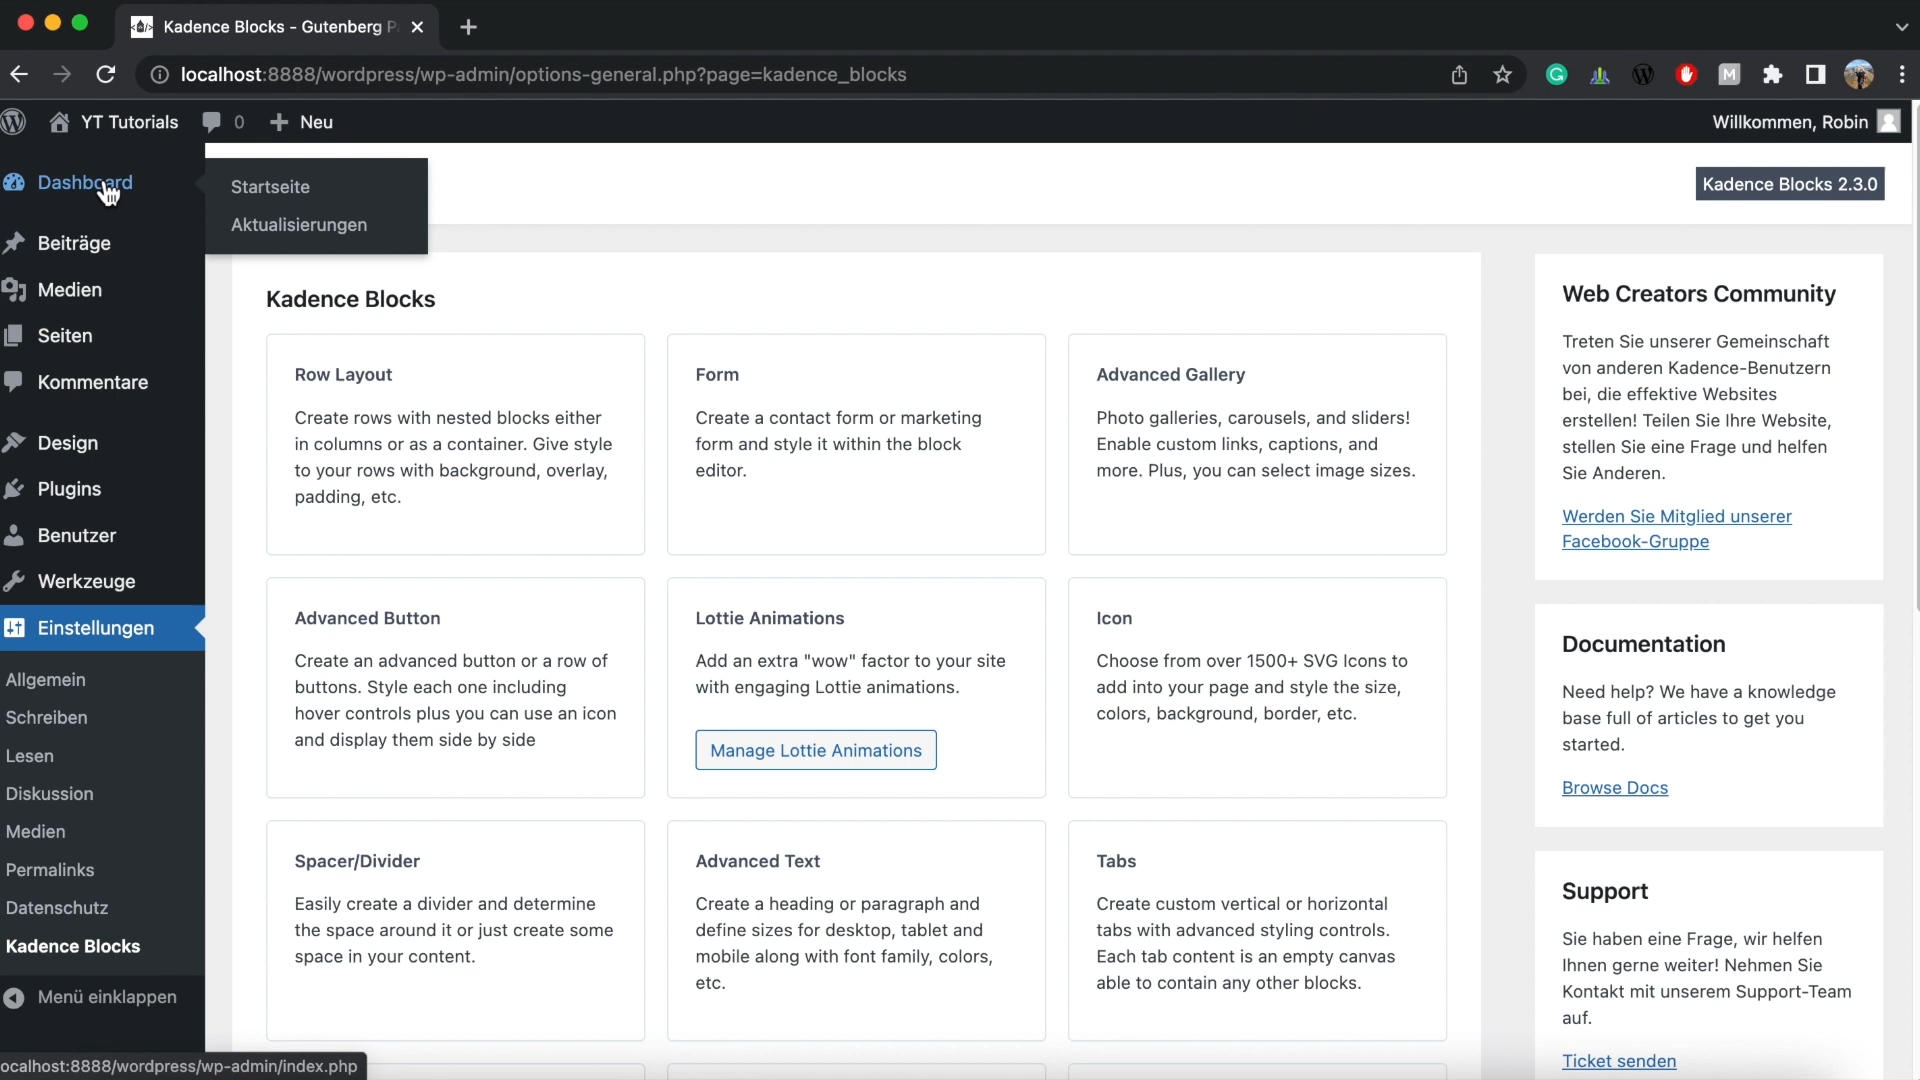 Kadence Blocks - Gutenberg P
localhost:8888/wordpress/wp-admin/options-general.php?page=kadence_blocks
YT Tutorials
0
Neu
Willkommen, Robin
Dashboard
Startseite
Aktualisierungen
Kadence Blocks 2.3.0
Beiträge
Medien
Seiten
Kommentare
Design
Plugins
Benutzer
Werkzeuge
Einstellungen
Allgemein
Schreiben
Lesen
Diskussion
Medien
Permalinks
Datenschutz
Kadence Blocks
Menü einklappen
ocalhost:8888/wordpress/wp-admin/index.php
Kadence Blocks
Row Layout
Create rows with nested blocks either
in columns or as a container. Give style
to your rows with background, overlay,
padding, etc.
Form
Create a contact form or marketing
form and style it within the block
editor.
Advanced Gallery
Photo galleries, carousels, and sliders!
Enable custom links, captions, and
more. Plus, you can select image sizes.
Advanced Button
Create an advanced button or a row of
buttons. Style each one including
hover controls plus you can use an icon
and display them side by side
Lottie Animations
Add an extra "wow" factor to your site
with engaging Lottie animations.
Manage Lottie Animations
Icon
Choose from over 1500+ SVG Icons to
add into your page and style the size,
colors, background, border, etc.
Spacer/Divider
Easily create a divider and determine
the space around it or just create some
space in your content.
Advanced Text
Create a heading or paragraph and
define sizes for desktop, tablet and
mobile along with font family, colors,
etc.
Tabs
Create custom vertical or horizontal
tabs with advanced styling controls.
Each tab content is an empty canvas
able to contain any other blocks.
Web Creators Community
Treten Sie unserer Gemeinschaft
von anderen Kadence-Benutzern
bei, die effektive Websites
erstellen! Teilen Sie Ihre Website,
stellen Sie eine Frage und helfen
Sie Anderen.
Werden Sie Mitglied unserer
Facebook-Gruppe
Documentation
Need help? We have a knowledge
base full of articles to get you
started.
Browse Docs
Support
Sie haben eine Frage, wir helfen
Ihnen gerne weiter! Nehmen Sie
Kontakt mit unserem Support-Team
auf.
Ticket senden